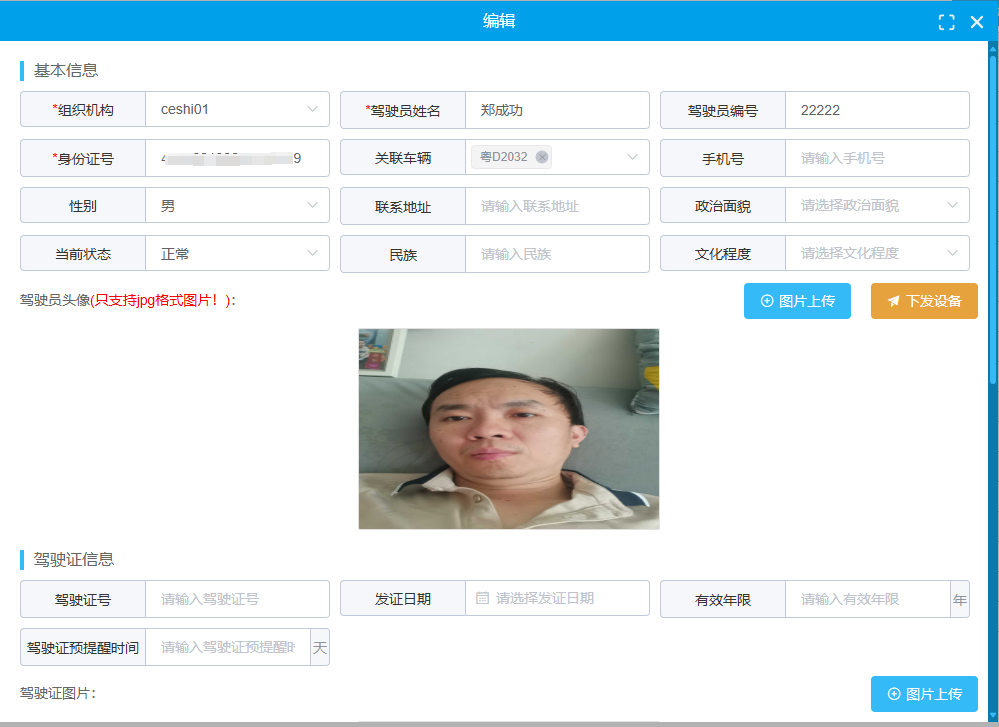 编辑
基本信息
*组织机构 ceshi01 *驾驶员姓名 郑成功 驾驶员编号 22222
*身份证号 9 关联车辆 粤D2032 手机号 请输入手机号
性别 男 联系地址 请输入联系地址 政治面貌 请选择政治面貌
当前状态 正常 民族 请输入民族 文化程度 请选择文化程度
驾驶员头像(只支持jpg格式图片！): 图片上传 下发设备
驾驶证信息
驾驶证号 请输入驾驶证号 发证日期 请选择发证日期 有效年限 请输入有效年限 年
驾驶证预提醒时间 请输入驾驶证预提醒时 天
驾驶证图片: 图片上传